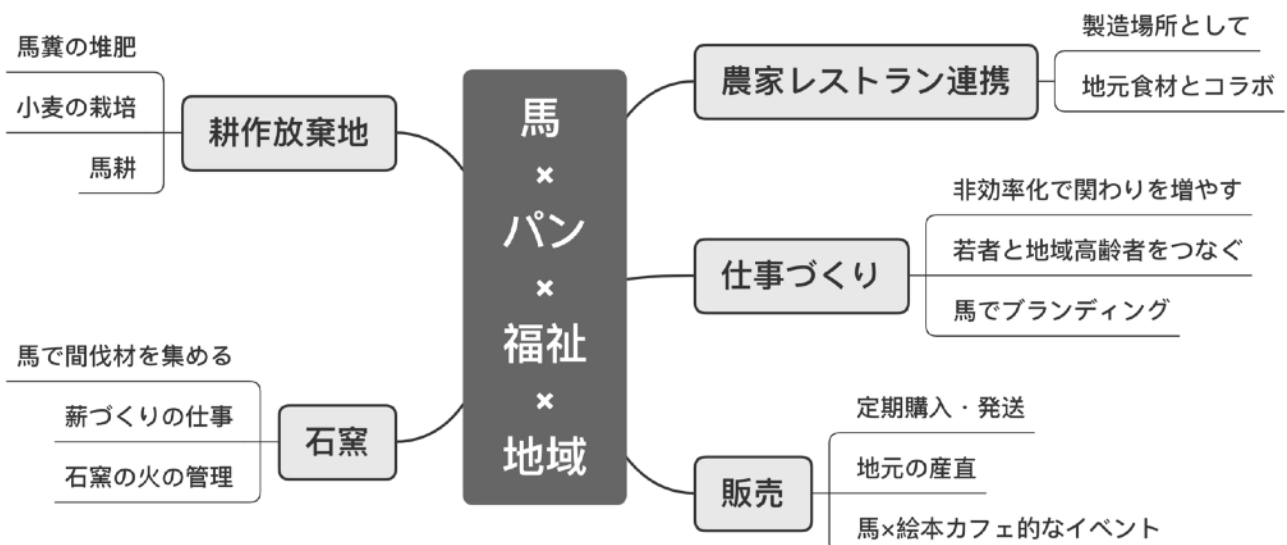 馬
×
パン
×
福祉
×
地域
耕作放棄地
馬糞の堆肥
小麦の栽培
馬耕
石窯
馬で間伐材を集める
薪づくりの仕事
石窯の火の管理
農家レストラン連携
製造場所として
地元食材とコラボ
仕事づくり
非効率化で関わりを増やす
若者と地域高齢者をつなぐ
馬でブランディング
販売
定期購入・発送
地元の産直
馬×絵本カフェ的なイベント